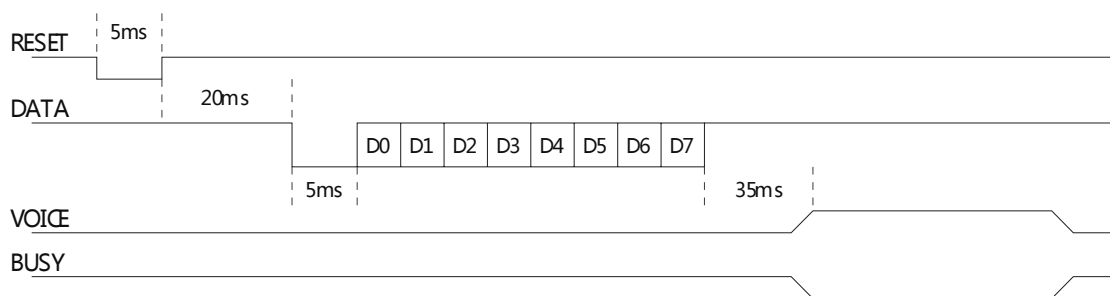 5ms
RESET
20ms
DATA
D0 D1 D2 D3 D4 D5 D6 D7
5ms 35ms
VOICE
BUSY